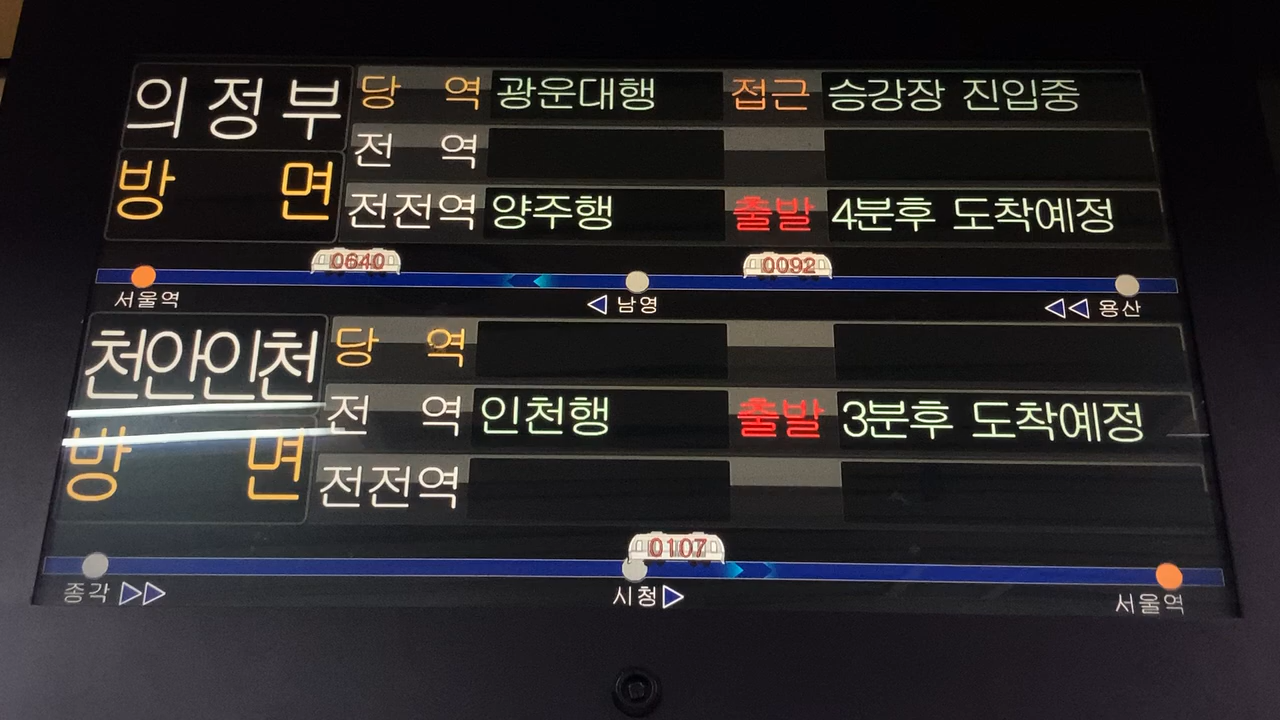 의정부 방면
당역 광운대행 접근 승강장 진입중
전역
전전역 양주행 출발 4분후 도착예정
0640 0092
서울역 ◁ 남영 ◁◁ 용산
천안인천 방면
당역
전역 인천행 출발 3분후 도착예정
전전역
0107
종각 ▷▷ 시청▷ 서울역